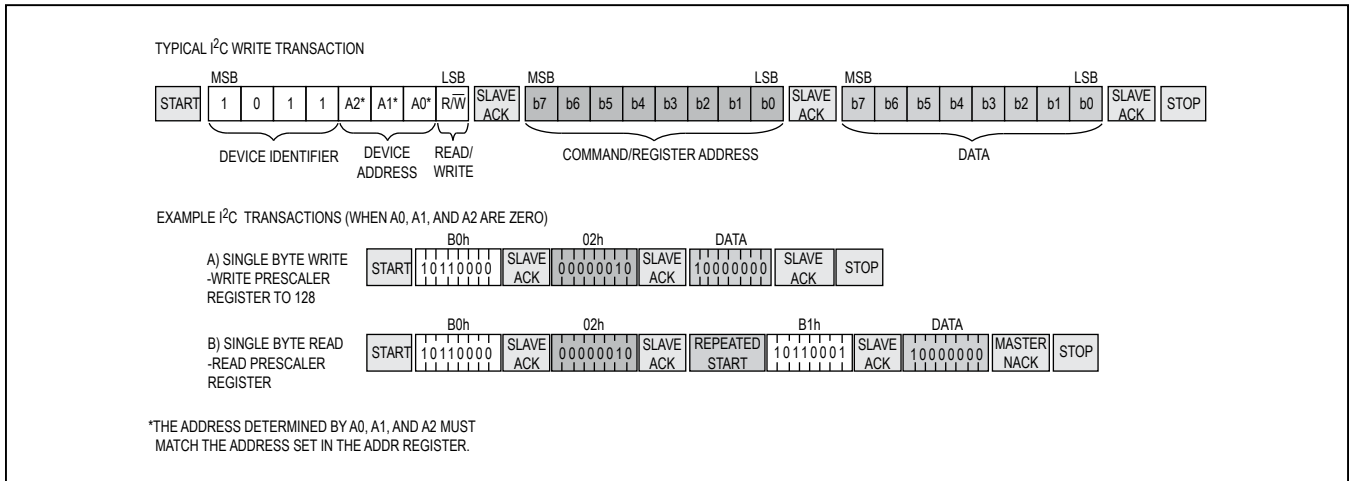 TYPICAL I²C WRITE TRANSACTION
MSB LSB MSB LSB MSB LSB
START 1 0 1 1 A2* A1* A0* R/W̅ SLAVE ACK b7 b6 b5 b4 b3 b2 b1 b0 SLAVE ACK b7 b6 b5 b4 b3 b2 b1 b0 SLAVE ACK STOP
DEVICE IDENTIFIER DEVICE ADDRESS READ/WRITE COMMAND/REGISTER ADDRESS DATA
EXAMPLE I²C TRANSACTIONS (WHEN A0, A1, AND A2 ARE ZERO)
B0h 02h DATA
A) SINGLE BYTE WRITE
-WRITE PRESCALER
REGISTER TO 128
START 10110000 SLAVE ACK 00000010 SLAVE ACK 10000000 SLAVE ACK STOP
B0h 02h B1h DATA
B) SINGLE BYTE READ
-READ PRESCALER
REGISTER
START 10110000 SLAVE ACK 00000010 SLAVE ACK REPEATED START 10110001 SLAVE ACK 10000000 MASTER NACK STOP
*THE ADDRESS DETERMINED BY A0, A1, AND A2 MUST
MATCH THE ADDRESS SET IN THE ADDR REGISTER.